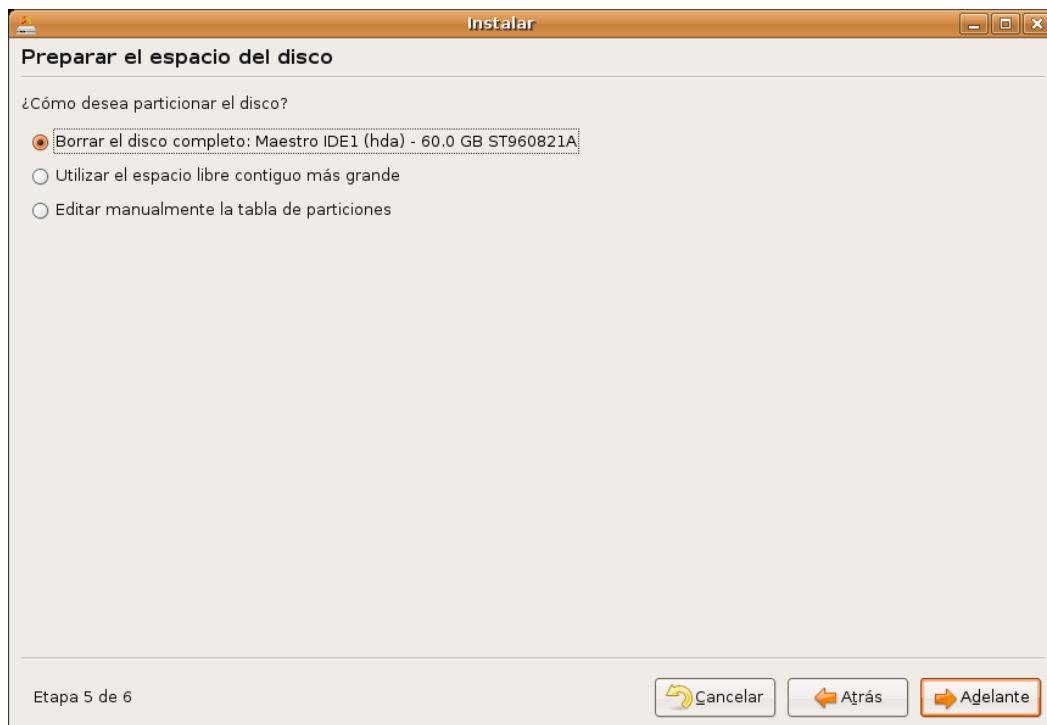 Instalar
Preparar el espacio del disco
¿Cómo desea particionar el disco?
Borrar el disco completo: Maestro IDE1 (hda) - 60.0 GB ST960821A
Utilizar el espacio libre contiguo más grande
Editar manualmente la tabla de particiones
Etapa 5 de 6
Cancelar
Atrás
Adelante